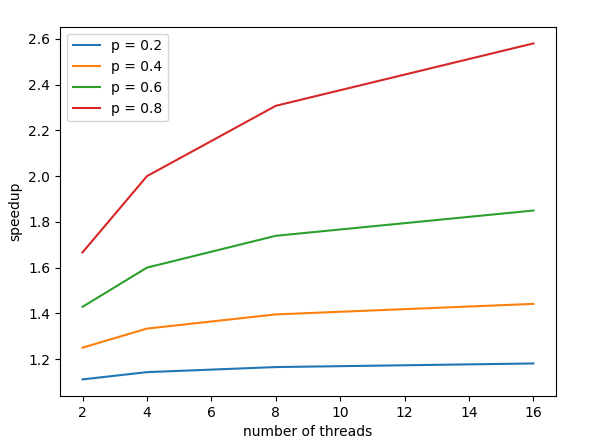 2.6
2.4
2.2
2.0
1.8
1.6
1.4
1.2
speedup
p = 0.2
p = 0.4
p = 0.6
p = 0.8
2 4 6 8 10 12 14 16
number of threads